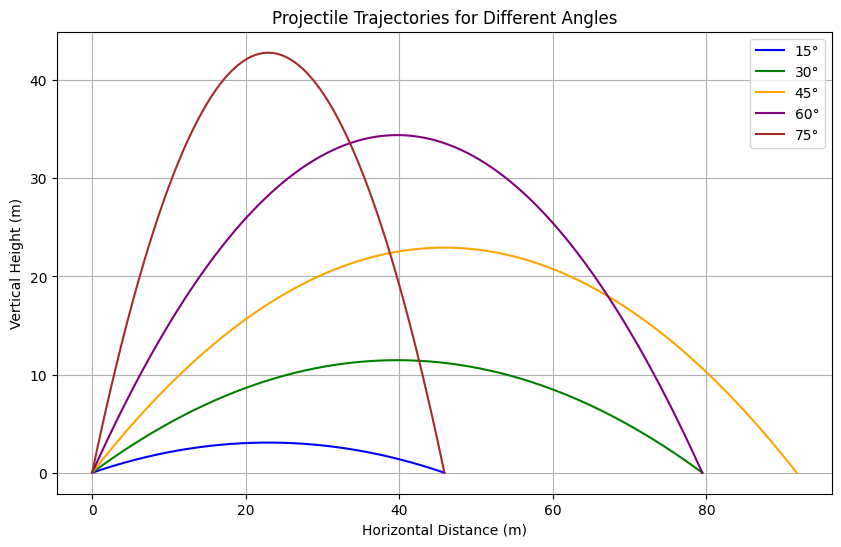 Projectile Trajectories for Different Angles
15°
30°
45°
60°
75°
40
30
20
10
0
Vertical Height (m)
0 20 40 60 80
Horizontal Distance (m)